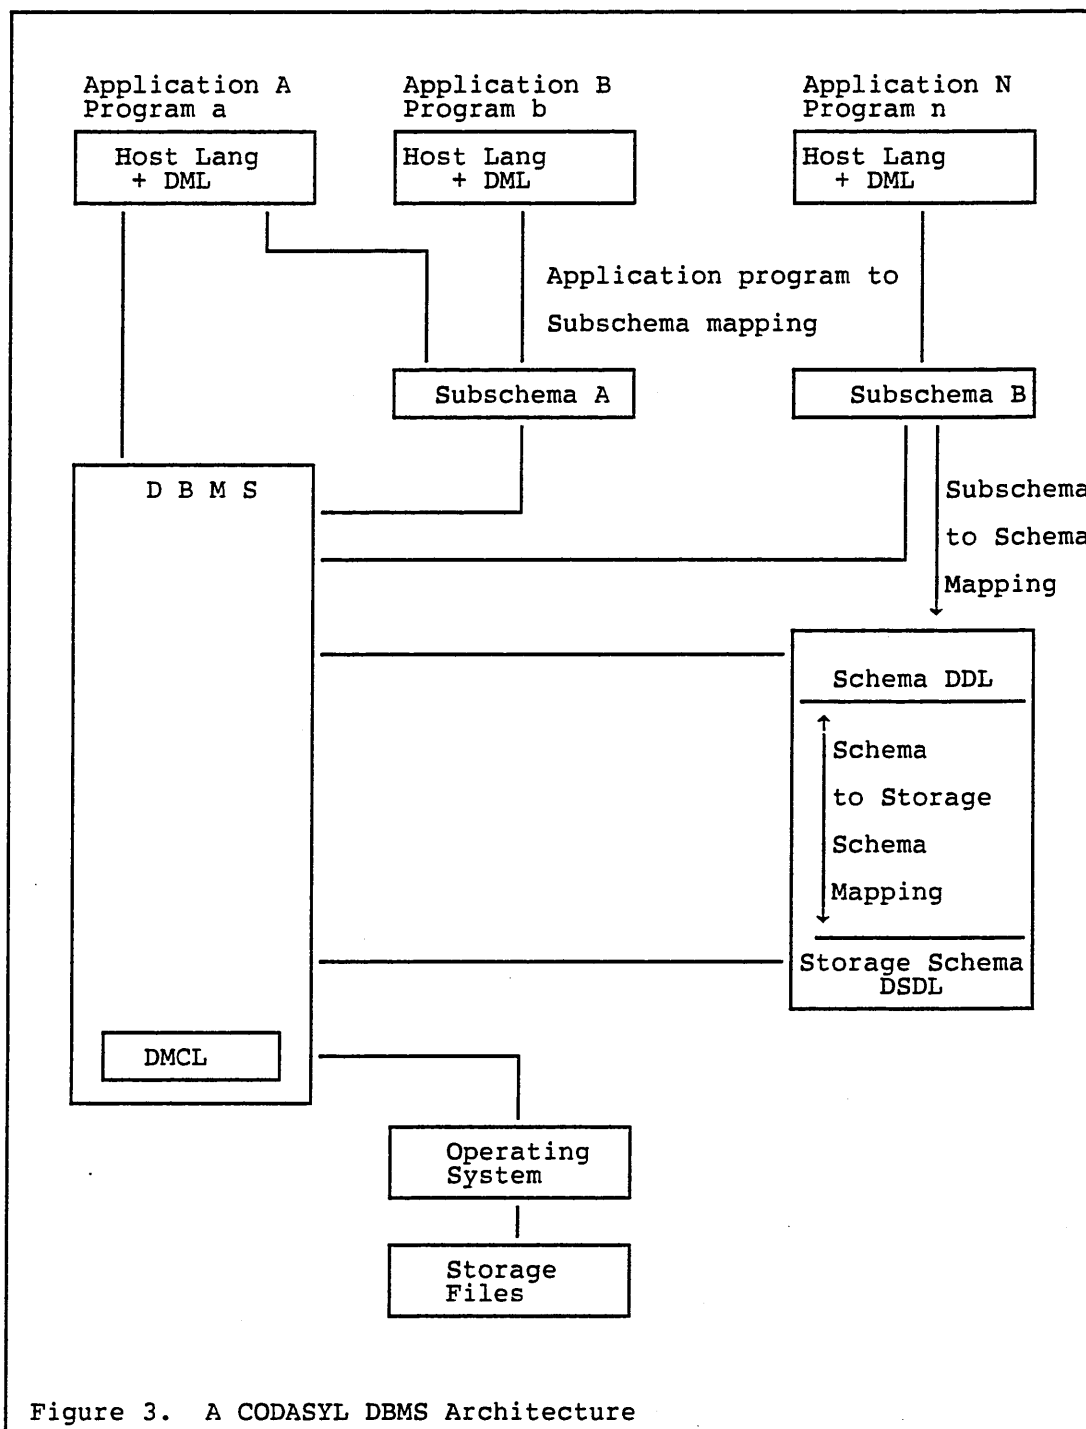 Application A
Program a
Application B
Program b
Application N
Program n
Host Lang
+ DML
Host Lang
+ DML
Host Lang
+ DML
Application program to
Subschema mapping
Subschema A
Subschema B
D B M S
Subschema
to Schema
Mapping
Schema DDL
Schema
to Storage
Schema
Mapping
Storage Schema
DSDL
DMCL
Operating
System
Storage
Files
Figure 3. A CODASYL DBMS Architecture